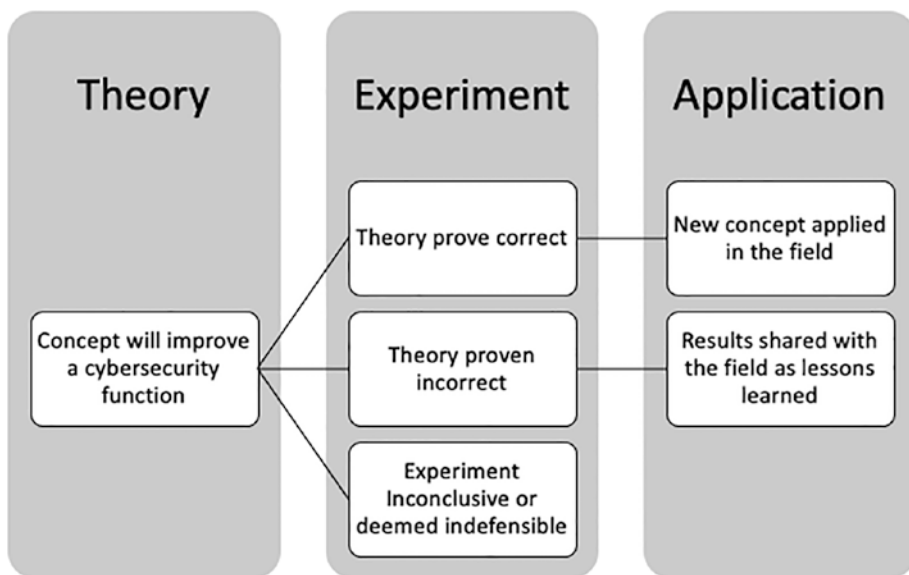 Theory
Concept will improve
a cybersecurity
function
Experiment
Theory prove correct
Theory proven
incorrect
Experiment
Inconclusive or
deemed indefensible
Application
New concept applied
in the field
Results shared with
the field as lessons
learned